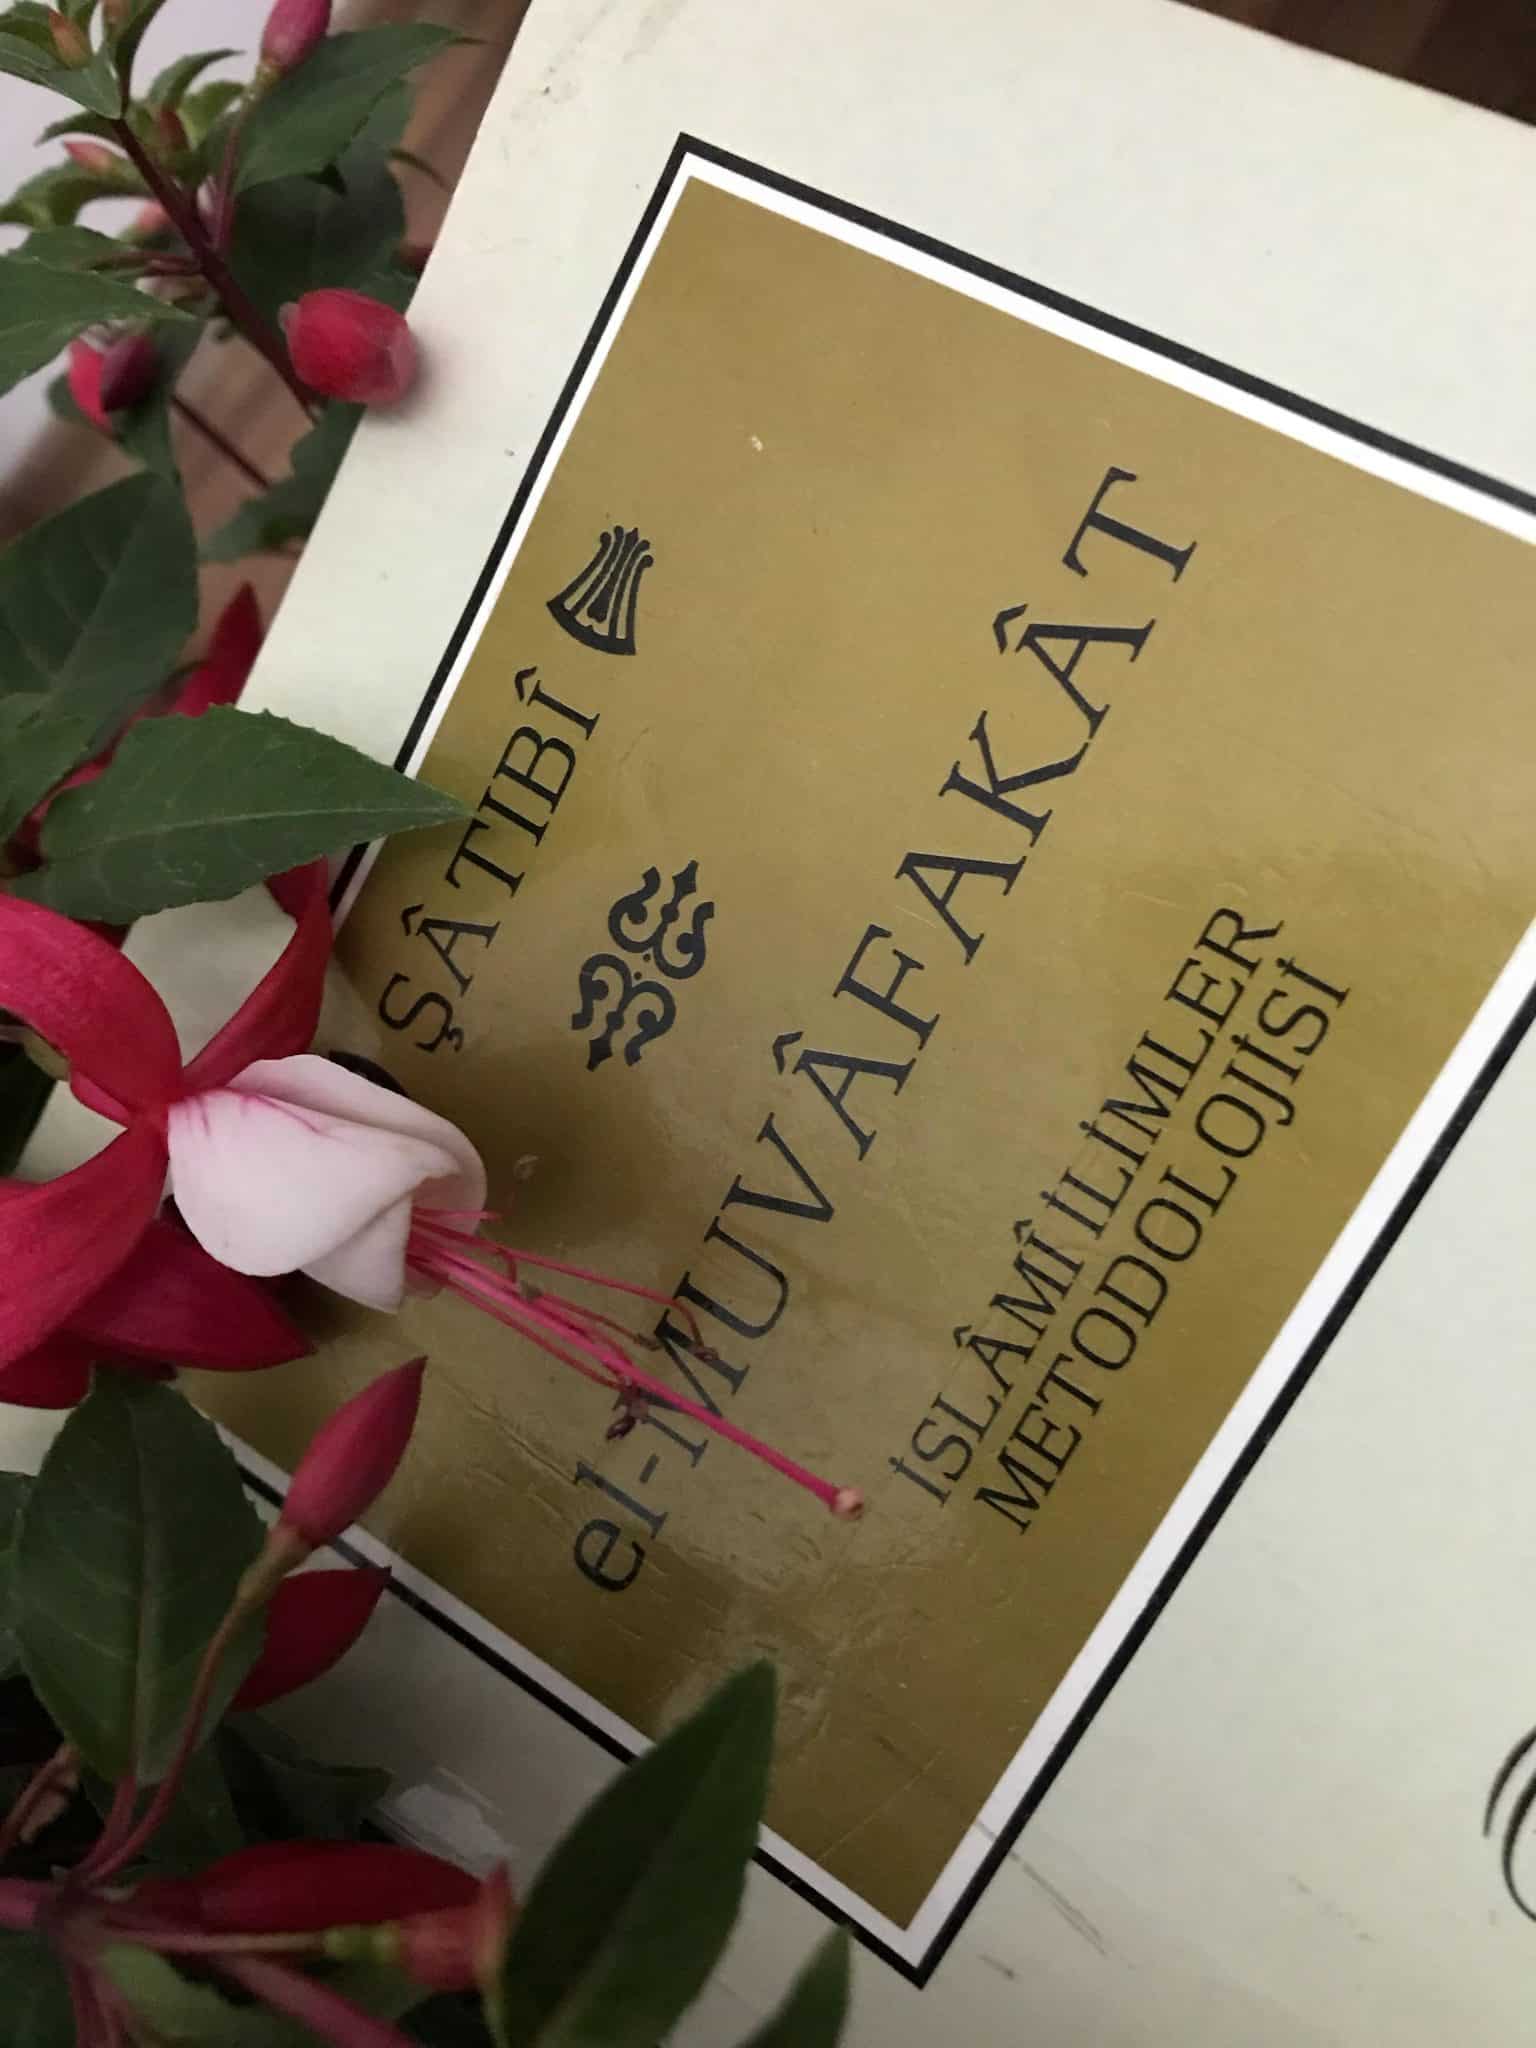 ŞÂTIBÎ
el-MUVÂFAKÂT
İSLÂMÎ İLİMLER
METODOLOJİSİ